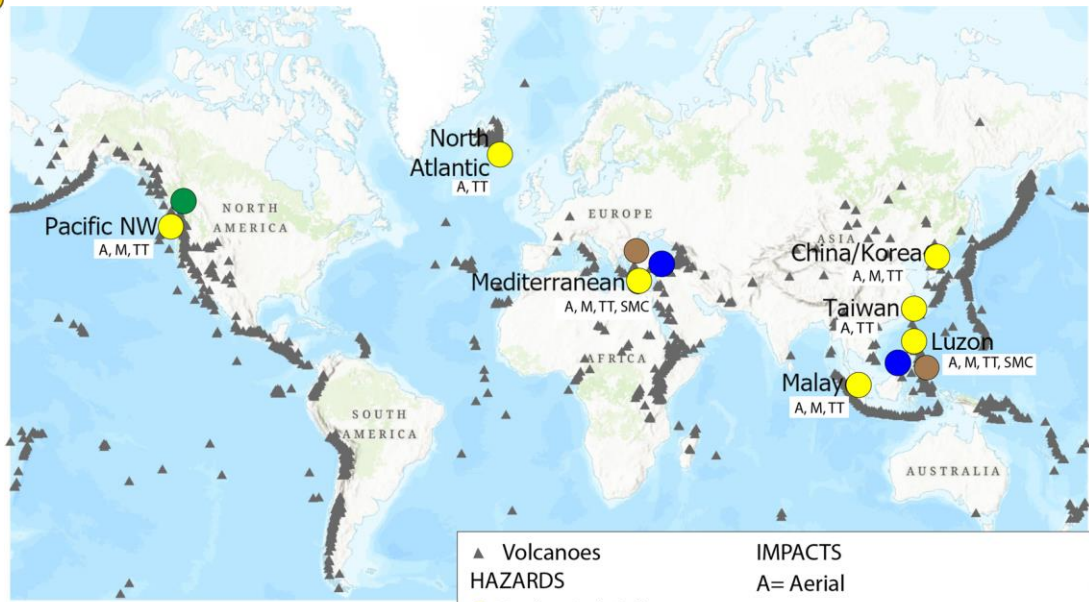 North
Atlantic
A, TT
NORTH
AMERICA
Pacific NW
A, M, TT
EUROPE
ASIA
China/Korea
A, M, TT
Mediterranean
A, M, TT, SMC
Taiwan
A, TT
Luzon
A, M, TT, SMC
AFRICA
Malay
A, M, TT
SOUTH
AMERICA
AUSTRALIA
Volcanoes
IMPACTS
HAZARDS
A= Aerial